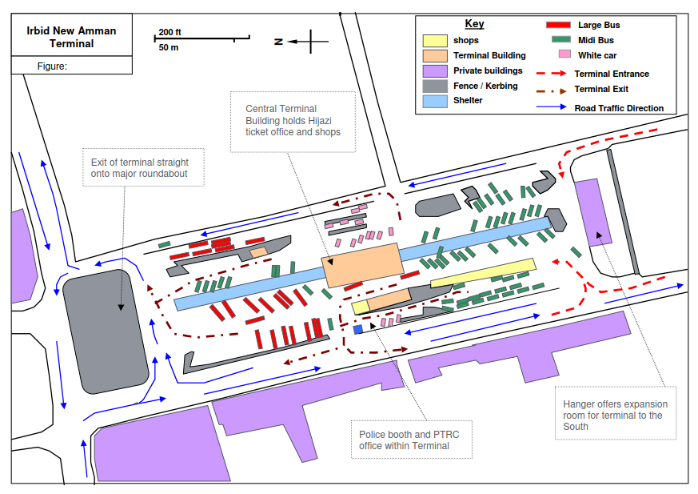 Irbid New Amman
Terminal
Figure:
200 ft
50 m
N
Key
shops
Terminal Building
Private buildings
Fence / Kerbing
Shelter
Large Bus
Midi Bus
White car
Terminal Entrance
Terminal Exit
Road Traffic Direction
Central Terminal
Building holds Hijazi
ticket office and shops
Exit of terminal straight
onto major roundabout
Hanger offers expansion
room for terminal to the
South
Police booth and PTRC
office within Terminal